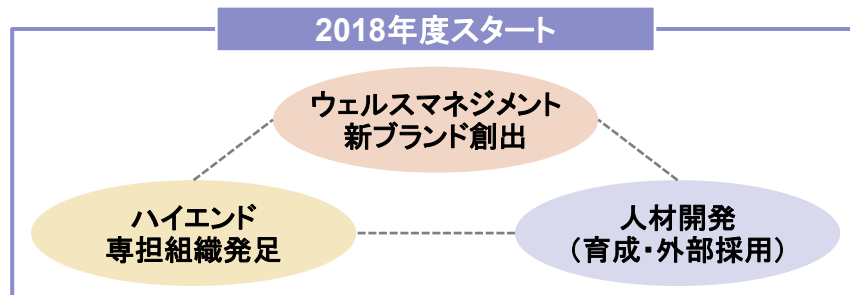 2018年度スタート
ウェルスマネジメント
新ブランド創出
ハイエンド
専担組織発足
人材開発
（育成・外部採用）